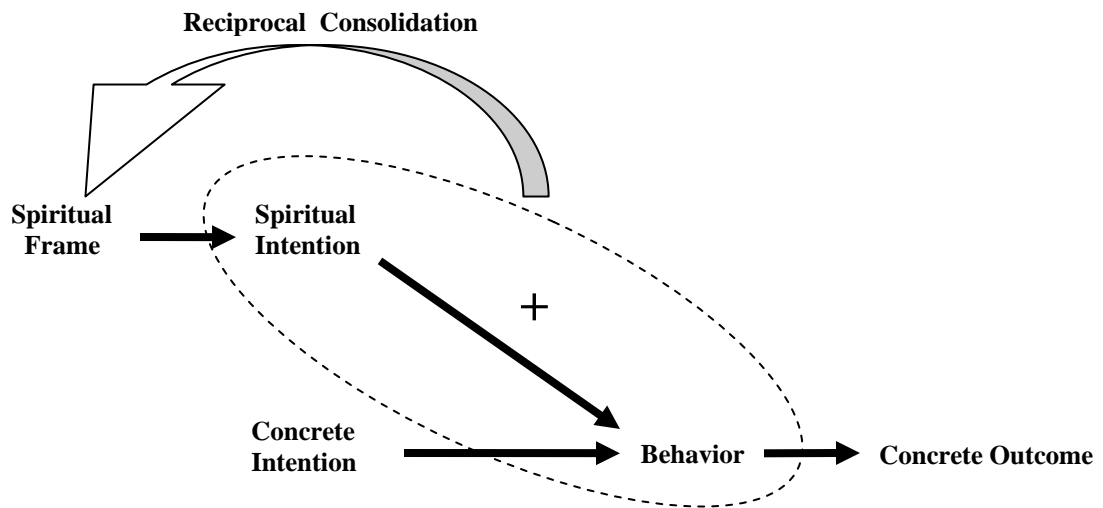 Reciprocal Consolidation
Spiritual
Frame
Spiritual
Intention
+
Concrete
Intention
Behavior
Concrete Outcome